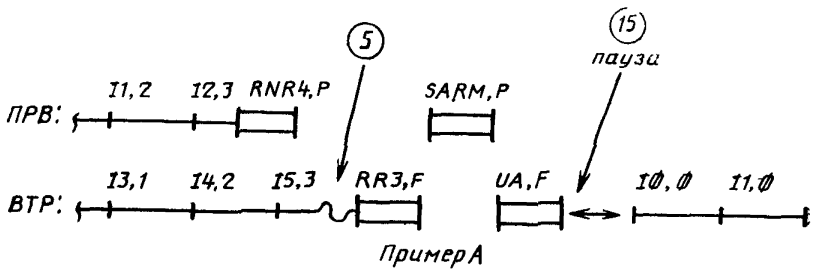 5
15
пауза
I1,2 I2,3 RNR4,P SARM,P
ПРВ:
I3,1 I4,2 I5,3 RR3,F UA,F IØ,Ø I1,Ø
ВТР:
Пример А